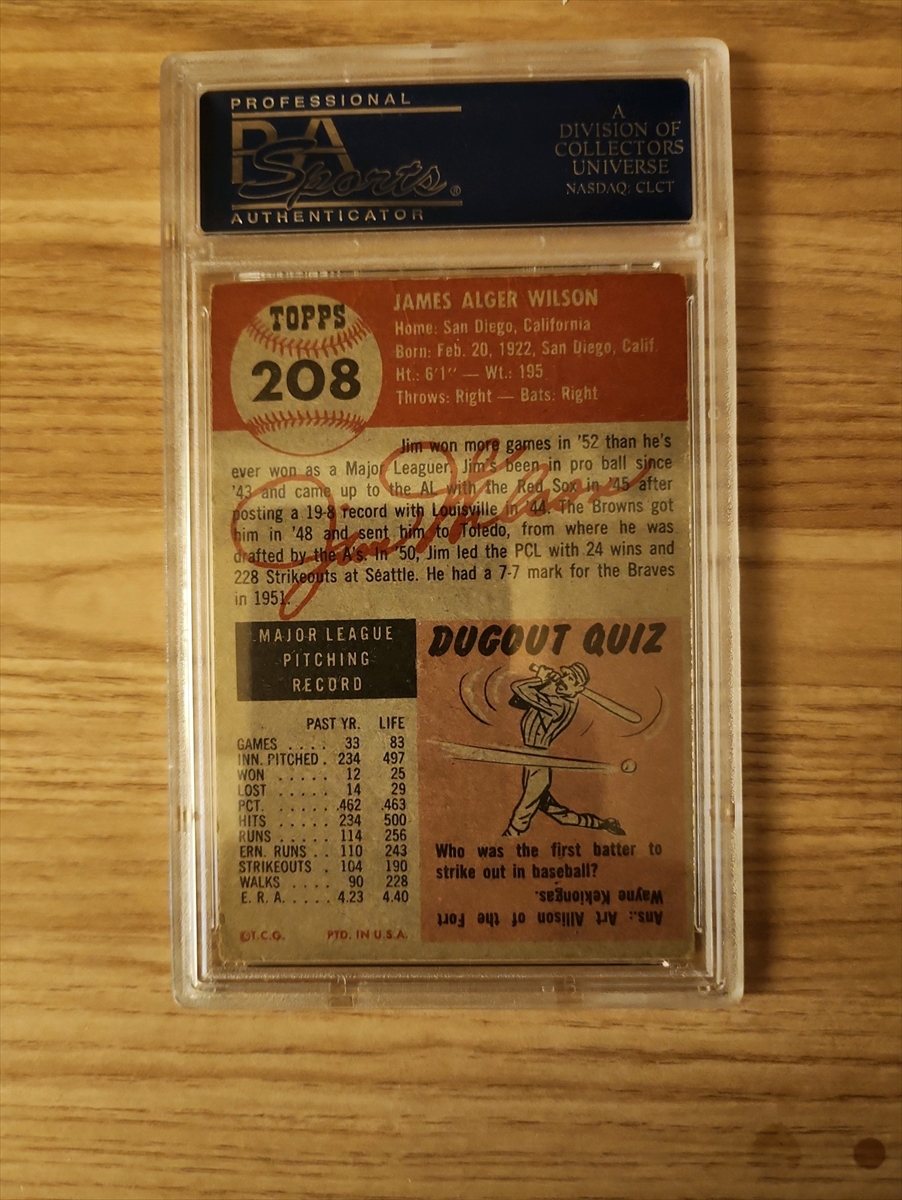 PROFESSIONAL
PSA
Sports®
AUTHENTICATOR
A
DIVISION OF
COLLECTORS
UNIVERSE
NASDAQ: CLCT
TOPPS
208
JAMES ALGER WILSON
Home: San Diego, California
Born: Feb. 20, 1922, San Diego, Calif.
Ht.: 6'1" — Wt.: 195
Throws: Right — Bats: Right
Jim won more games in '52 than he's
ever won as a Major Leaguer. Jim's been in pro ball since
'43 and came up to the AL with the Red Sox in '45 after
posting a 19-8 record with Louisville in '44. The Browns got
him in '48 and sent him to Toledo, from where he was
drafted by the A's. In '50, Jim led the PCL with 24 wins and
228 Strikeouts at Seattle. He had a 7-7 mark for the Braves
in 1951.
Jim Wilson
MAJOR LEAGUE
PITCHING
RECORD
PAST YR. LIFE
GAMES . . . . 33 83
INN. PITCHED . 234 497
WON . . . . . 12 25
LOST . . . . . 14 29
PCT. . . . . . .462 .463
HITS . . . . . 234 500
RUNS . . . . . 114 256
ERN. RUNS . . 110 243
STRIKEOUTS . 104 190
WALKS . . . . 90 228
E. R. A. . . . . 4.23 4.40
©T.C.G. PTD. IN U.S.A.
DUGOUT QUIZ
Who was the first batter to
strike out in baseball?
Ans.: Art Allison of the Fort
Wayne Kekiongas.